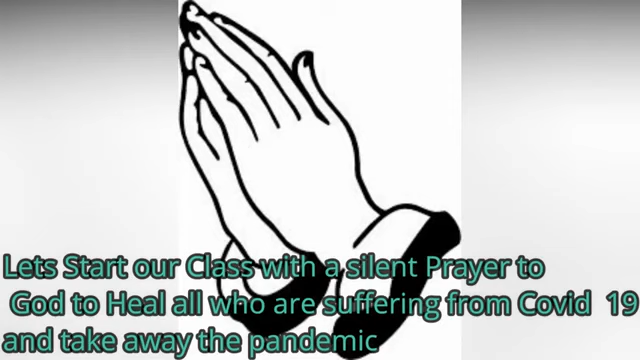 Lets Start our Class with a silent Prayer to
God to Heal all who are suffering from Covid 19
and take away the pandemic